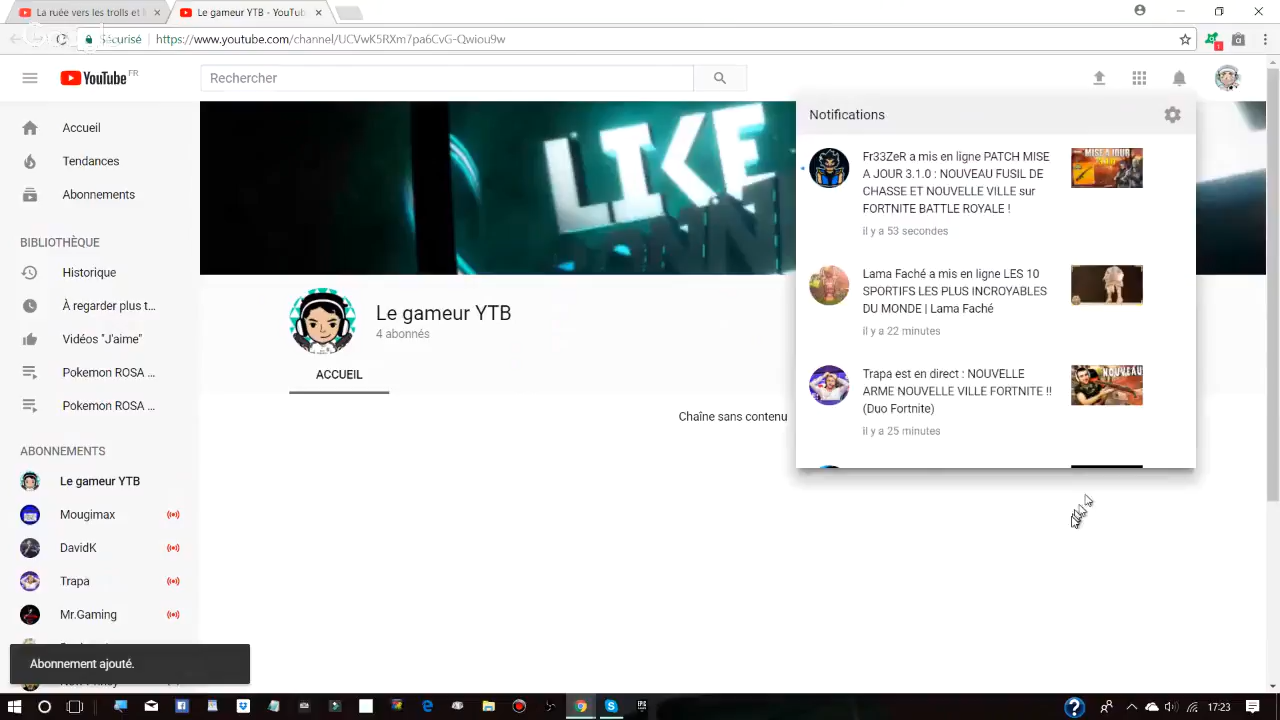 La ruée vers les trolls et l
Le gameur YTB - YouTub
https://www.youtube.com/channel/UCVwK5RXm7pa6CvG-Qwiou9w
YouTube FR
Rechercher
Accueil
Tendances
Abonnements
BIBLIOTHÈQUE
Historique
À regarder plus t...
Vidéos "J'aime"
Pokemon ROSA ...
Pokemon ROSA ...
ABONNEMENTS
Le gameur YTB
Mougimax
DavidK
Trapa
Mr.Gaming
Abonnement ajouté.
LIKE
Le gameur YTB
4 abonnés
ACCUEIL
Chaîne sans contenu
Notifications
Fr33ZeR a mis en ligne PATCH MISE
A JOUR 3.1.0 : NOUVEAU FUSIL DE
CHASSE ET NOUVELLE VILLE sur
FORTNITE BATTLE ROYALE !
il y a 53 secondes
MISE A JOUR
Lama Faché a mis en ligne LES 10
SPORTIFS LES PLUS INCROYABLES
DU MONDE | Lama Faché
il y a 22 minutes
Trapa est en direct : NOUVELLE
ARME NOUVELLE VILLE FORTNITE !!
(Duo Fortnite)
il y a 25 minutes
NOUVEAU
17:23